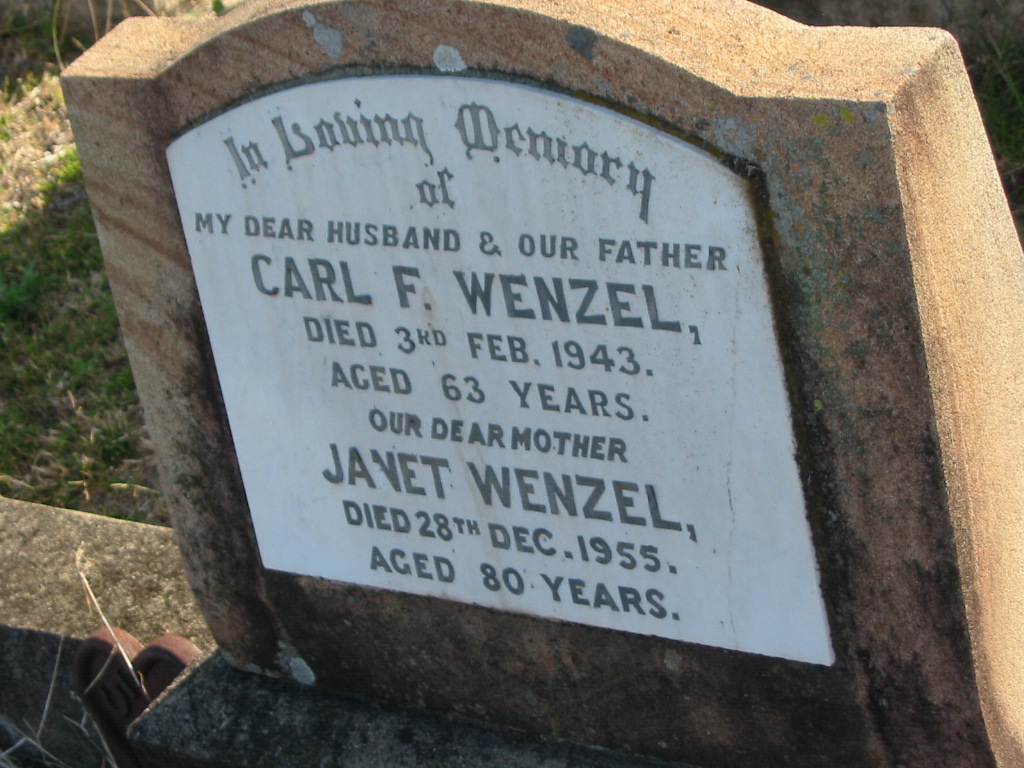 In Loving Memory
of
MY DEAR HUSBAND & OUR FATHER
CARL F. WENZEL,
DIED 3RD FEB. 1943.
AGED 63 YEARS.
OUR DEAR MOTHER
JANET WENZEL,
DIED 28TH DEC. 1955.
AGED 80 YEARS.